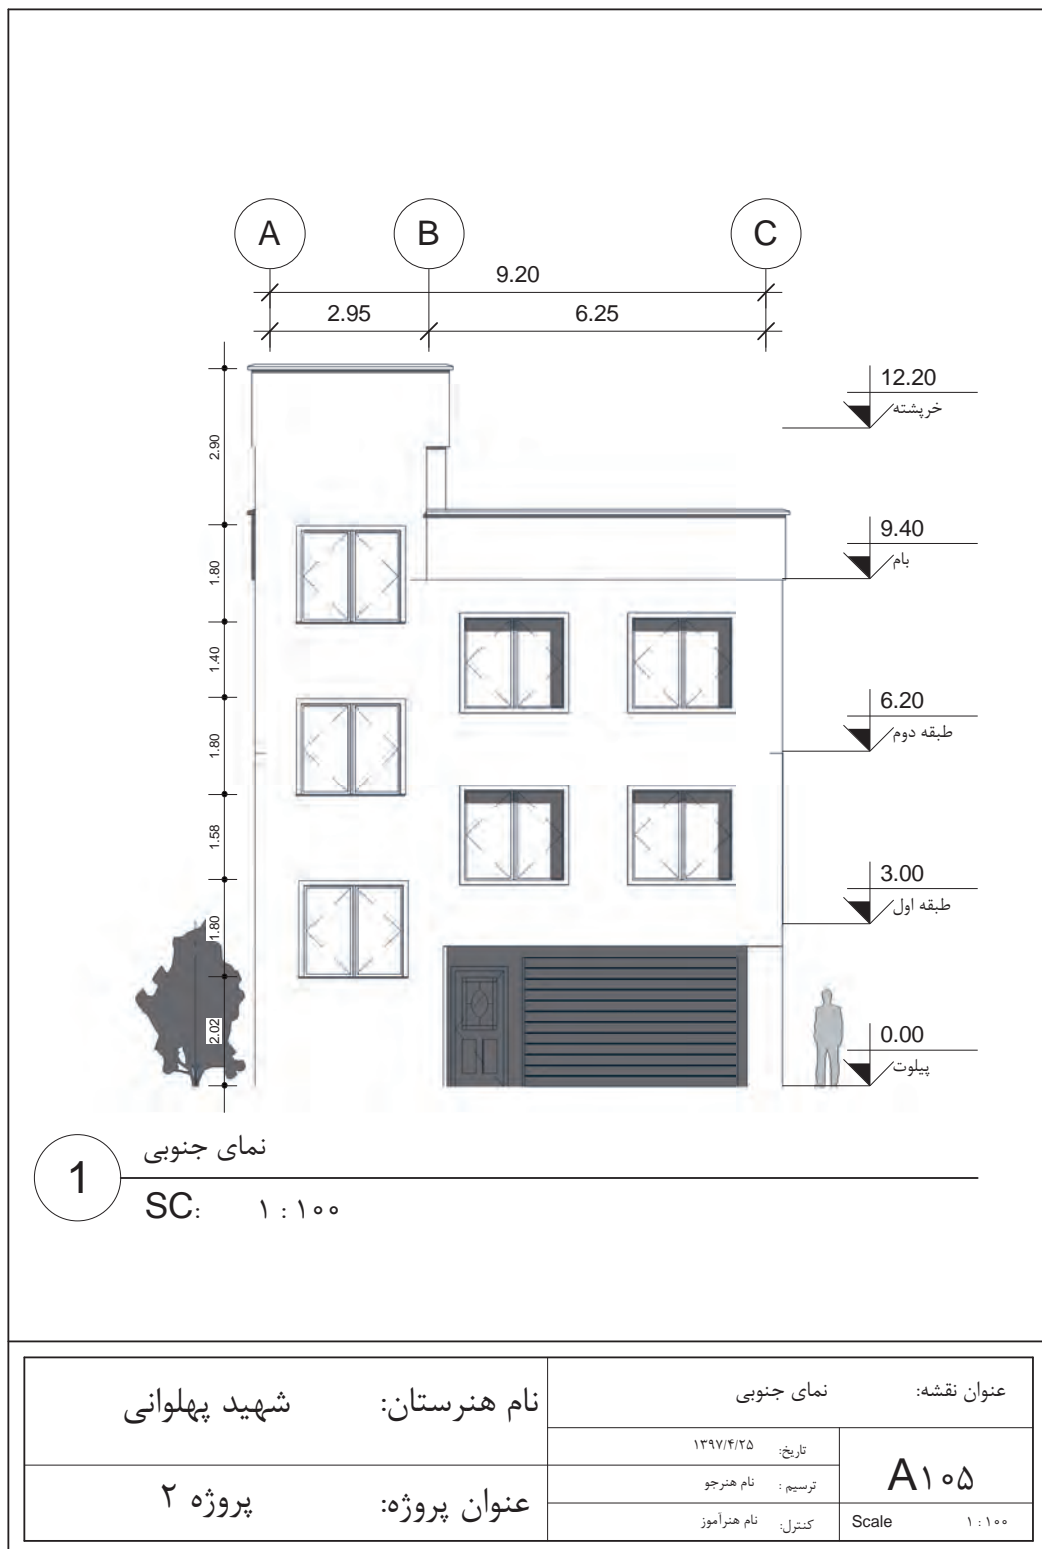 A B C
9.20
2.95 6.25
12.20
خرپشته
2.90
9.40
بام
1.80
1.40
6.20
طبقه دوم
1.80
1.58
3.00
طبقه اول
1.80
2.02
0.00
پیلوت
نمای جنوبی
1
SC: ۱ : ۱۰۰
عنوان نقشه: نمای جنوبی
نام هنرستان: شهید پهلوانی
تاریخ: ۱۳۹۷/۴/۲۵
A۱۰۵
ترسیم : نام هنرجو
عنوان پروژه: پروژه ۲
کنترل: نام هنرآموز
Scale ۱ : ۱۰۰